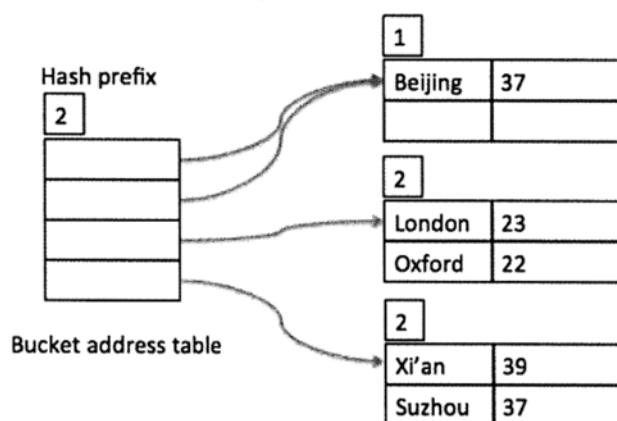 Hash prefix
2
Bucket address table
1
Beijing 37
2
London 23
Oxford 22
2
Xi'an 39
Suzhou 37